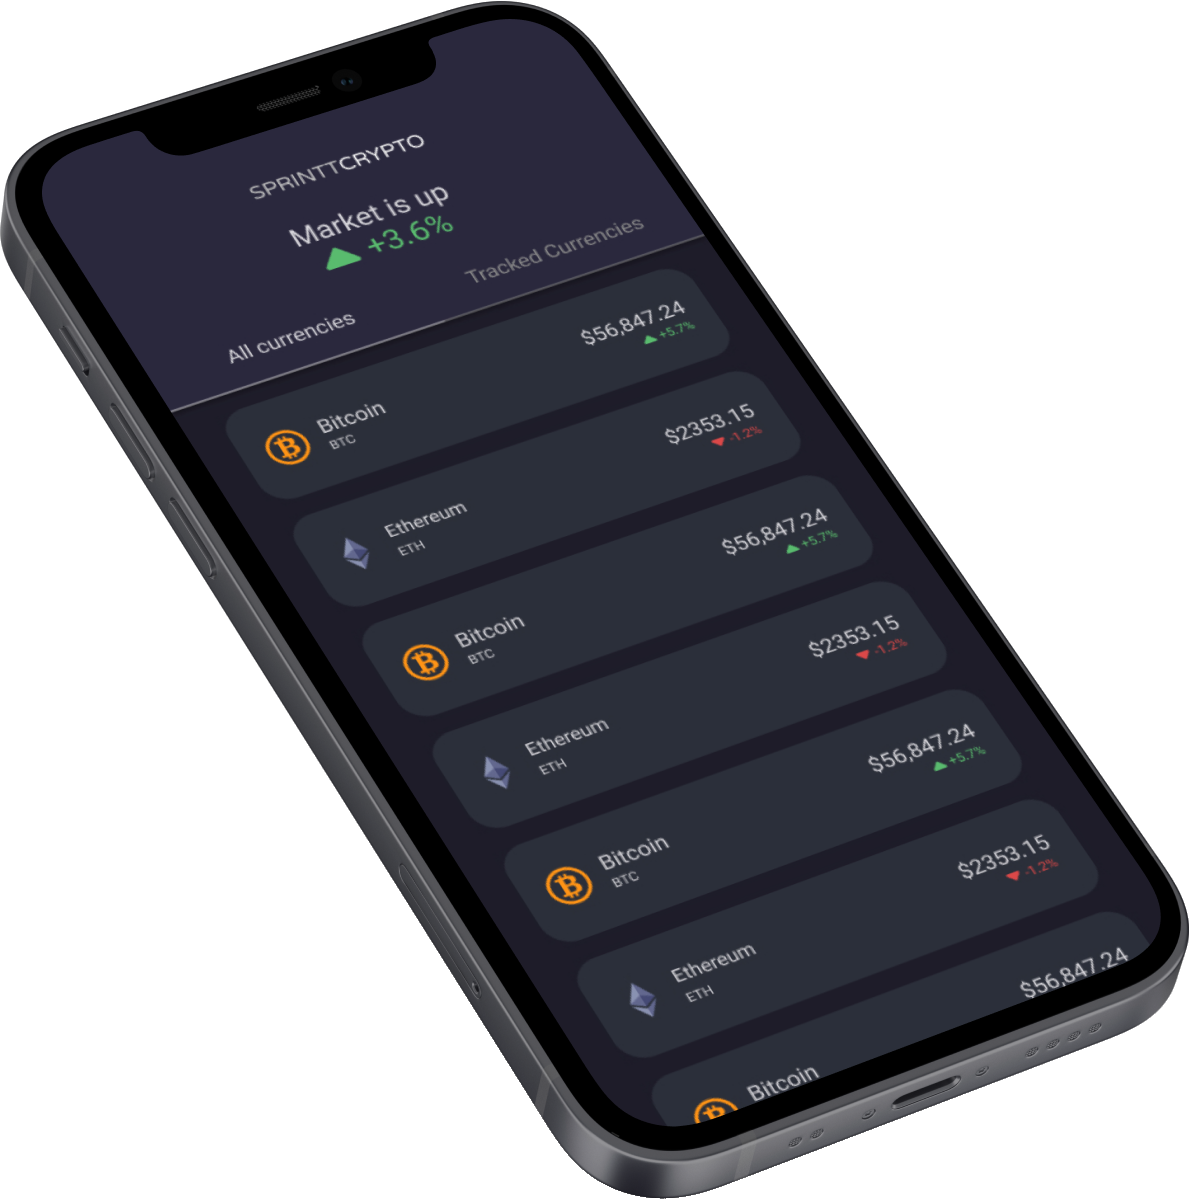 SPRINTTCRYPTO
Market is up
+3.6%
All currencies
Tracked Currencies
Bitcoin
BTC
$56,847.24
+5.7%
Ethereum
ETH
$2353.15
-1.2%
Bitcoin
BTC
$56,847.24
+5.7%
Ethereum
ETH
$2353.15
-1.2%
Bitcoin
BTC
$56,847.24
+5.7%
Ethereum
ETH
$2353.15
-1.2%
Bitcoin
$56,847.24